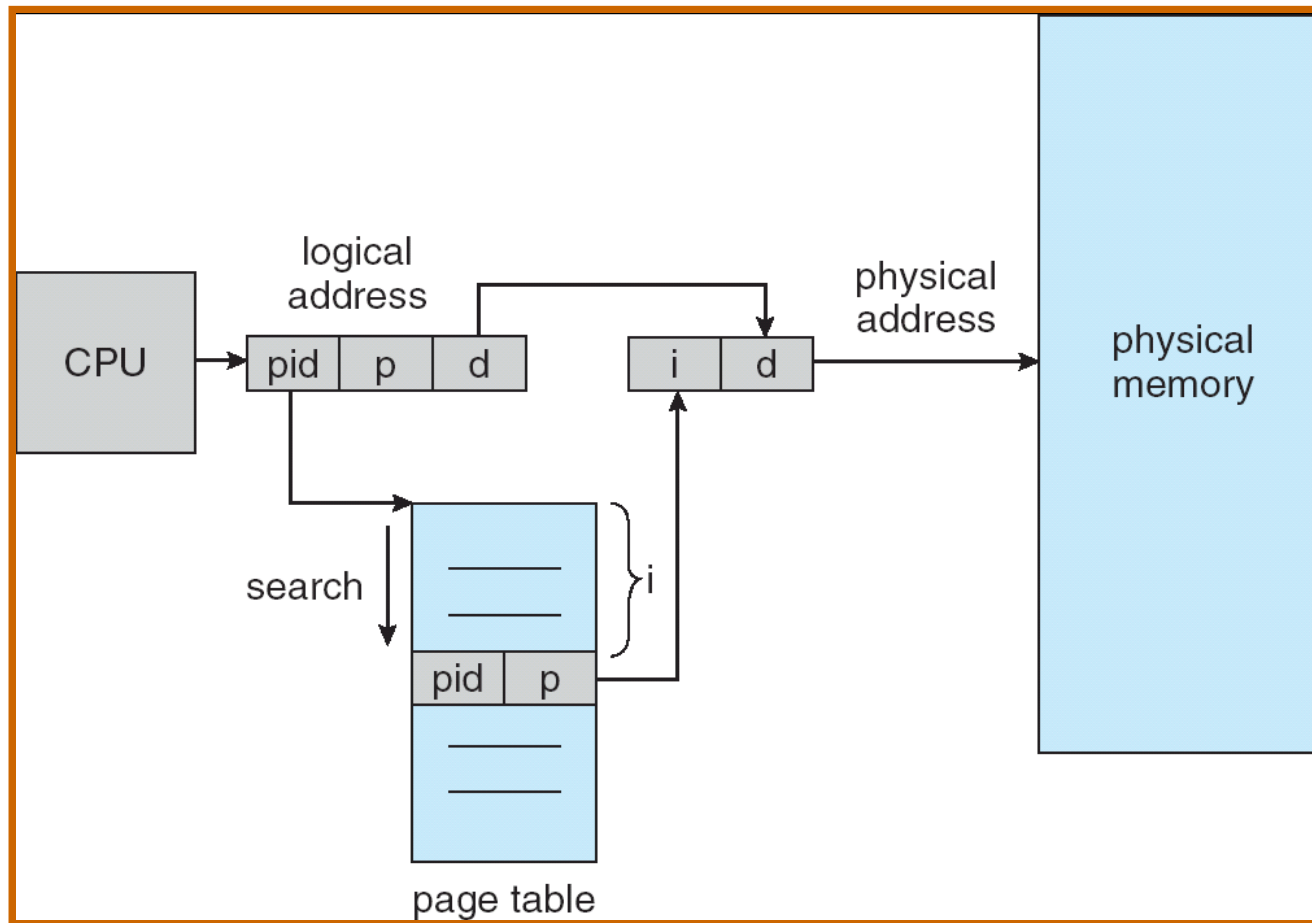 logical
address
CPU
pid p d
i d
physical
address
physical
memory
search
i
pid p
page table